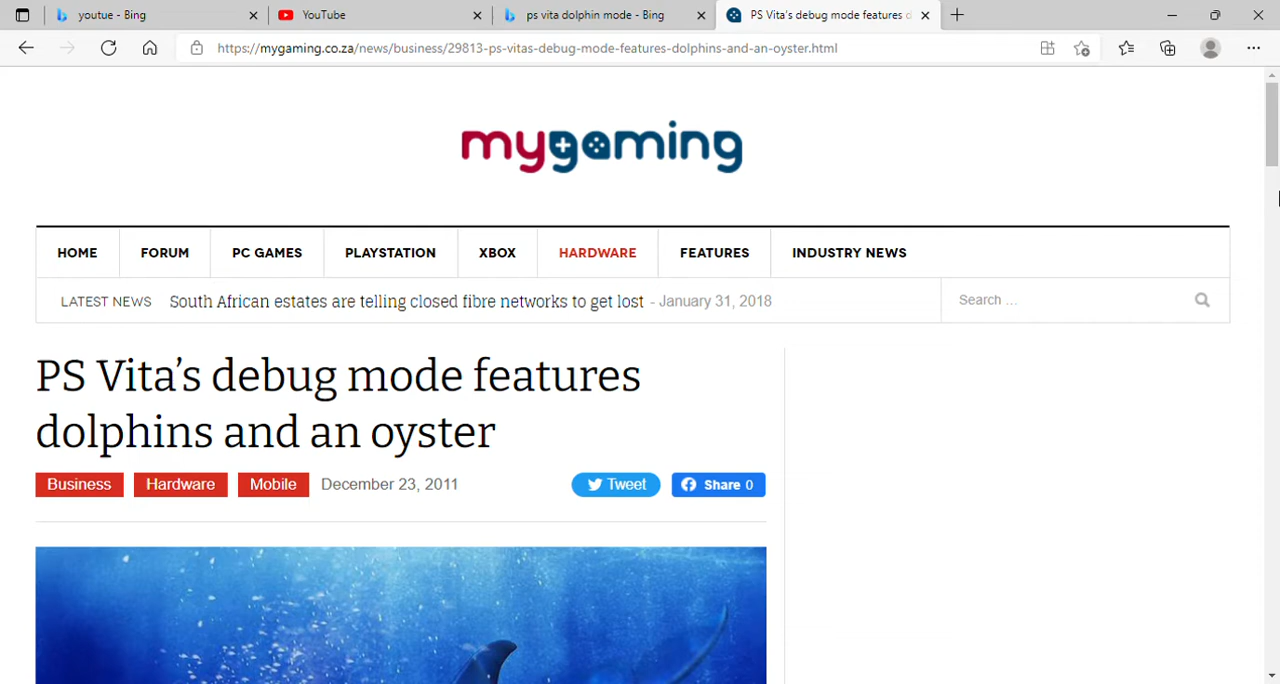 youtue - Bing
YouTube
ps vita dolphin mode - Bing
PS Vita's debug mode features d
https://mygaming.co.za/news/business/29813-ps-vitas-debug-mode-features-dolphins-and-an-oyster.html
mygaming
HOME FORUM PC GAMES PLAYSTATION XBOX HARDWARE FEATURES INDUSTRY NEWS
LATEST NEWS South African estates are telling closed fibre networks to get lost - January 31, 2018 Search ...
PS Vita’s debug mode features
dolphins and an oyster
Business Hardware Mobile December 23, 2011 Tweet Share 0